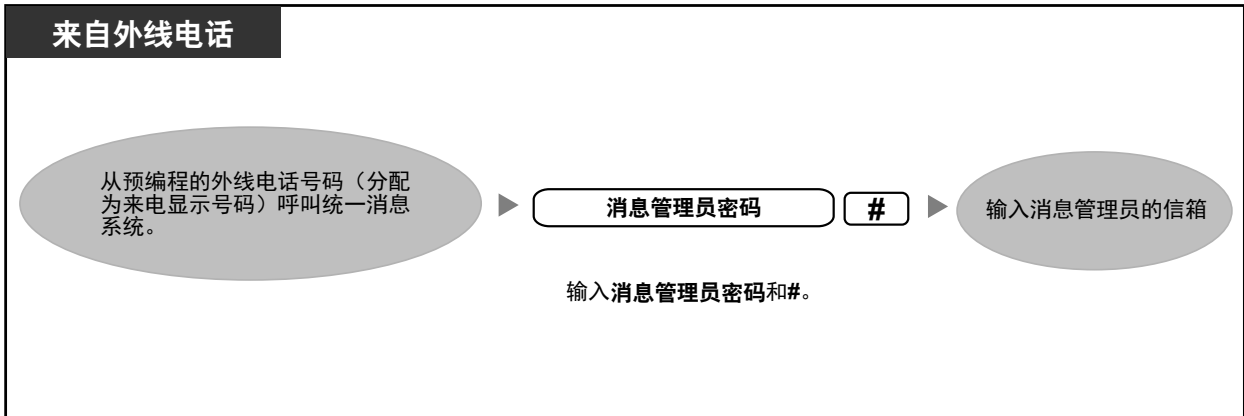 来自外线电话
从预编程的外线电话号码（分配
为来电显示号码）呼叫统一消息
系统。
消息管理员密码
#
输入消息管理员的信箱
输入消息管理员密码和#。